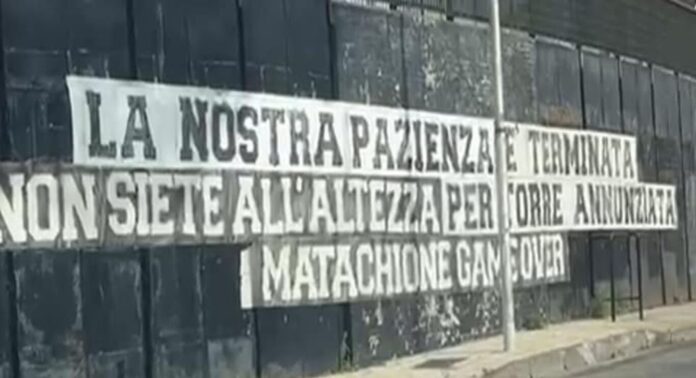 LA NOSTRA PAZIENZA E' TERMINATA
NON SIETE ALL'ALTEZZA PER TORRE ANNUNZIATA
MATACHIONE GAME OVER